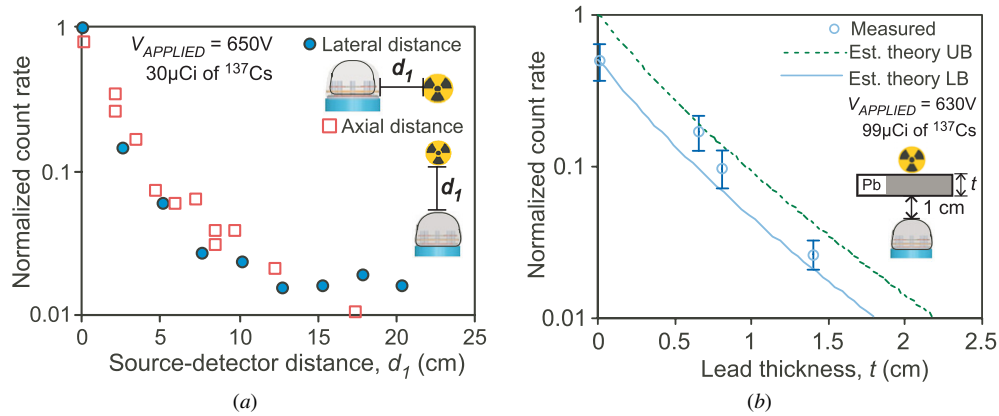 (a)
V_APPLIED = 650V
30μCi of ¹³⁷Cs
Lateral distance
d₁
Axial distance
d₁
Normalized count rate
1
0.1
0.01
0 5 10 15 20 25
Source-detector distance, d₁ (cm)
(a)
(b)
Measured
Est. theory UB
Est. theory LB
V_APPLIED = 630V
99μCi of ¹³⁷Cs
Pb
t
1 cm
Normalized count rate
1
0.1
0.01
0 0.5 1 1.5 2 2.5
Lead thickness, t (cm)
(b)